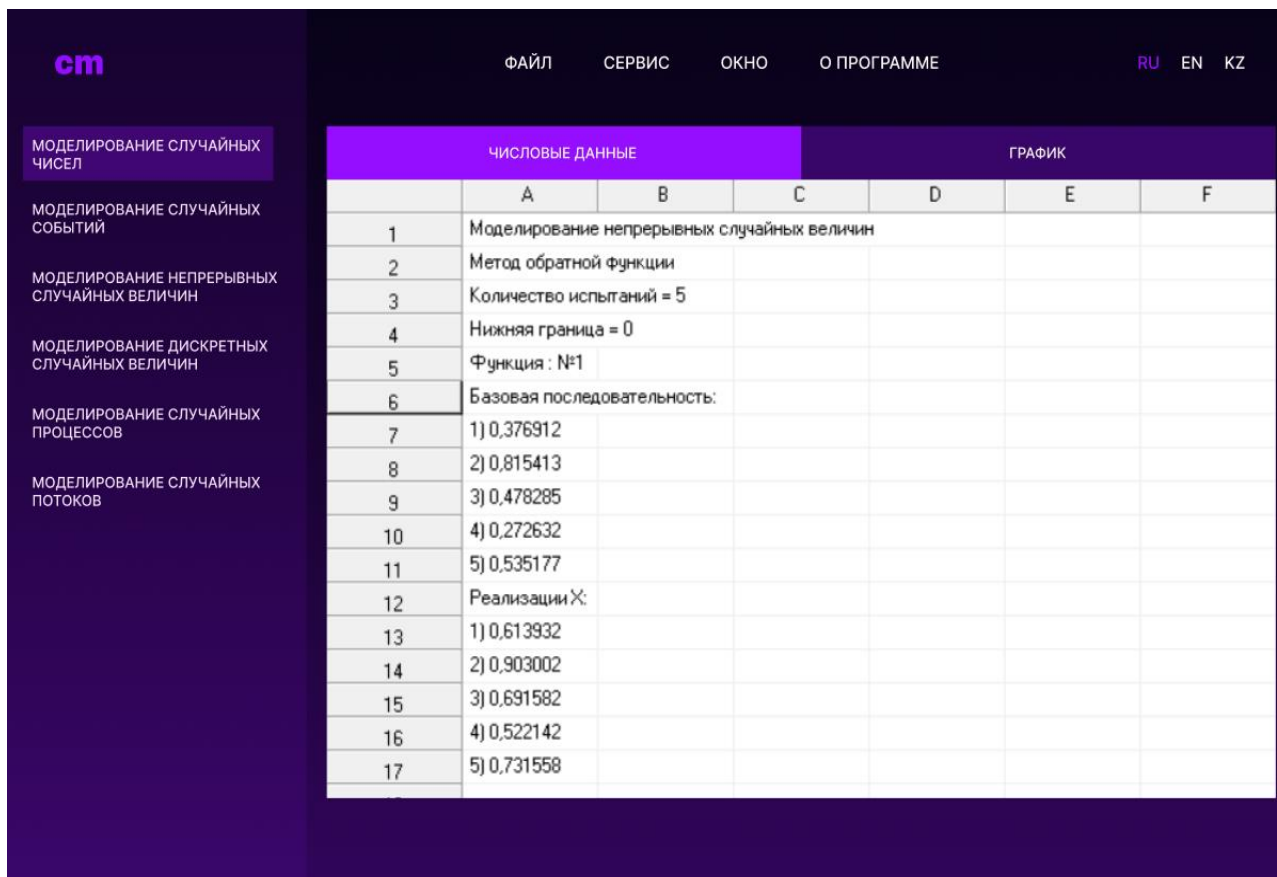 cm
ФАЙЛ СЕРВИС ОКНО О ПРОГРАММЕ RU EN KZ
МОДЕЛИРОВАНИЕ СЛУЧАЙНЫХ
ЧИСЕЛ
МОДЕЛИРОВАНИЕ СЛУЧАЙНЫХ
СОБЫТИЙ
МОДЕЛИРОВАНИЕ НЕПРЕРЫВНЫХ
СЛУЧАЙНЫХ ВЕЛИЧИН
МОДЕЛИРОВАНИЕ ДИСКРЕТНЫХ
СЛУЧАЙНЫХ ВЕЛИЧИН
МОДЕЛИРОВАНИЕ СЛУЧАЙНЫХ
ПРОЦЕССОВ
МОДЕЛИРОВАНИЕ СЛУЧАЙНЫХ
ПОТОКОВ
ЧИСЛОВЫЕ ДАННЫЕ ГРАФИК
A B C D E F
1 Моделирование непрерывных случайных величин
2 Метод обратной функции
3 Количество испытаний = 5
4 Нижняя граница = 0
5 Функция : №1
6 Базовая последовательность:
7 1) 0,376912
8 2) 0,815413
9 3) 0,478285
10 4) 0,272632
11 5) 0,535177
12 Реализации X:
13 1) 0,613932
14 2) 0,903002
15 3) 0,691582
16 4) 0,522142
17 5) 0,731558